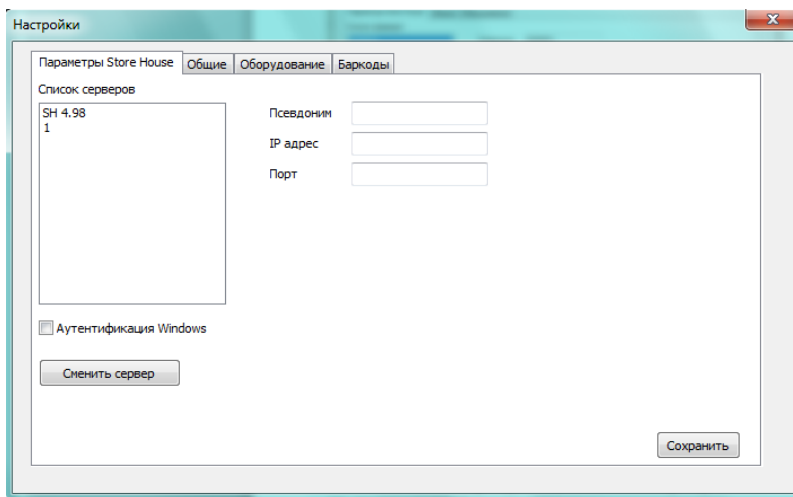 Настройки
Параметры Store House Общие Оборудование Баркоды
Список серверов
SH 4.98
1
Псевдоним
IP адрес
Порт
Аутентификация Windows
Сменить сервер
Сохранить